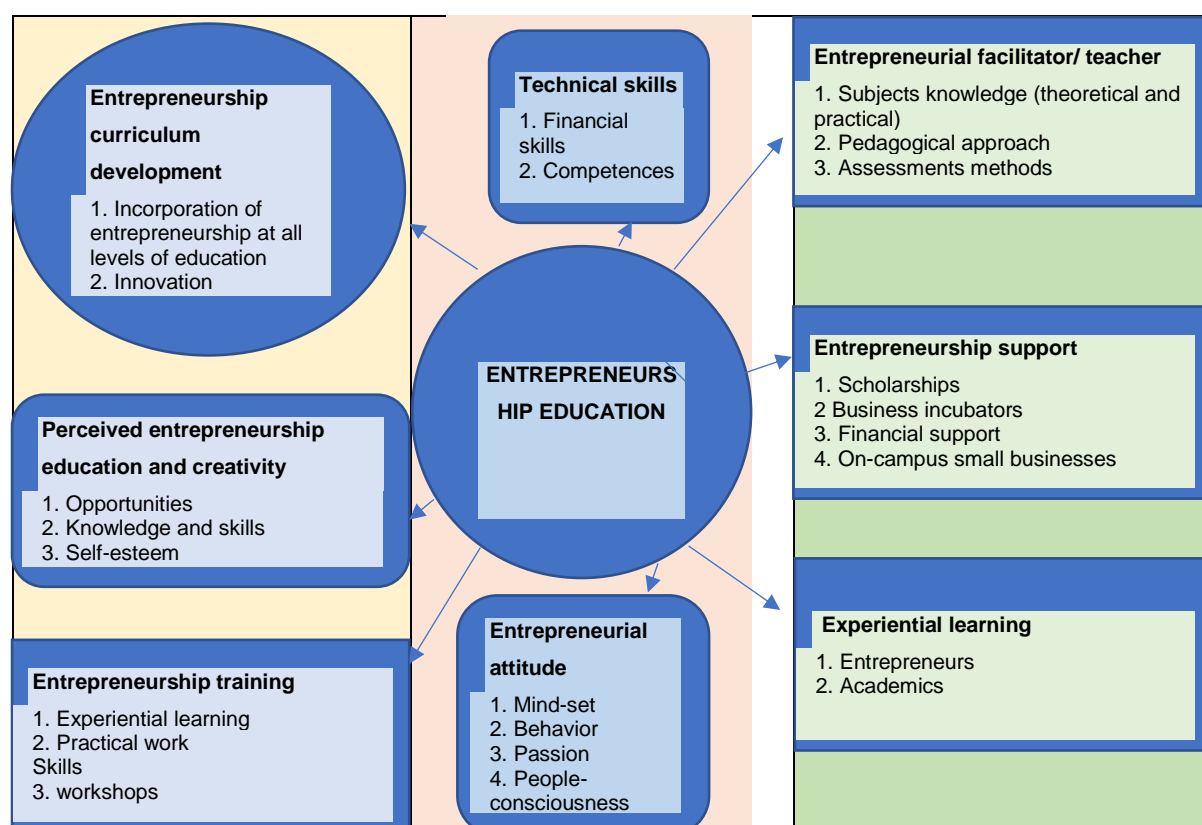 Entrepreneurship
curriculum
development
1. Incorporation of
entrepreneurship at all
levels of education
2. Innovation
Perceived entrepreneurship
education and creativity
1. Opportunities
2. Knowledge and skills
3. Self-esteem
Entrepreneurship training
1. Experiential learning
2. Practical work
Skills
3. workshops
Technical skills
1. Financial
skills
2. Competences
ENTREPRENEURS
HIP EDUCATION
Entrepreneurial
attitude
1. Mind-set
2. Behavior
3. Passion
4. People-
consciousness
Entrepreneurial facilitator/ teacher
1. Subjects knowledge (theoretical and
practical)
2. Pedagogical approach
3. Assessments methods
Entrepreneurship support
1. Scholarships
2 Business incubators
3. Financial support
4. On-campus small businesses
Experiential learning
1. Entrepreneurs
2. Academics